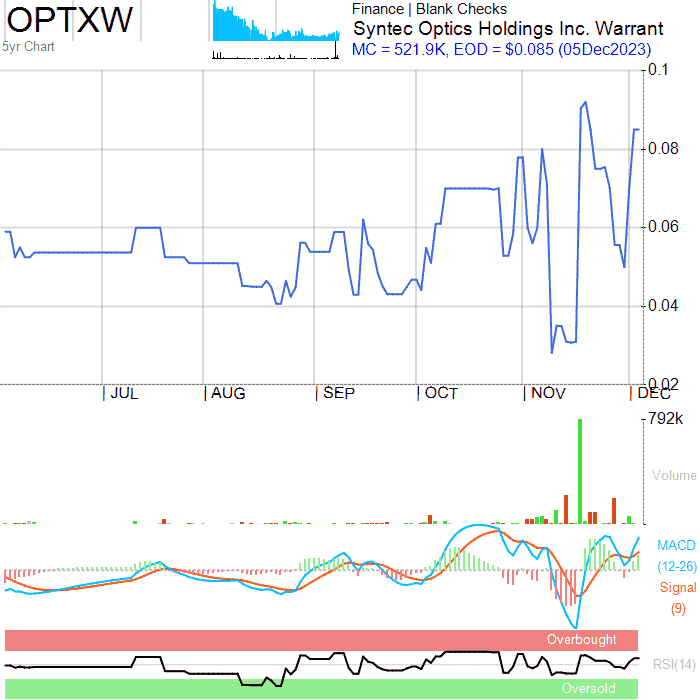 OPTXW
5yr Chart
Finance | Blank Checks
Syntec Optics Holdings Inc. Warrant
MC = 521.9K, EOD = $0.085 (05Dec2023)
0.1
0.08
0.06
0.04
0.02
JUL AUG SEP OCT NOV DEC
792k
Volume
MACD
(12-26)
Signal
(9)
Overbought
RSI(14)
Oversold